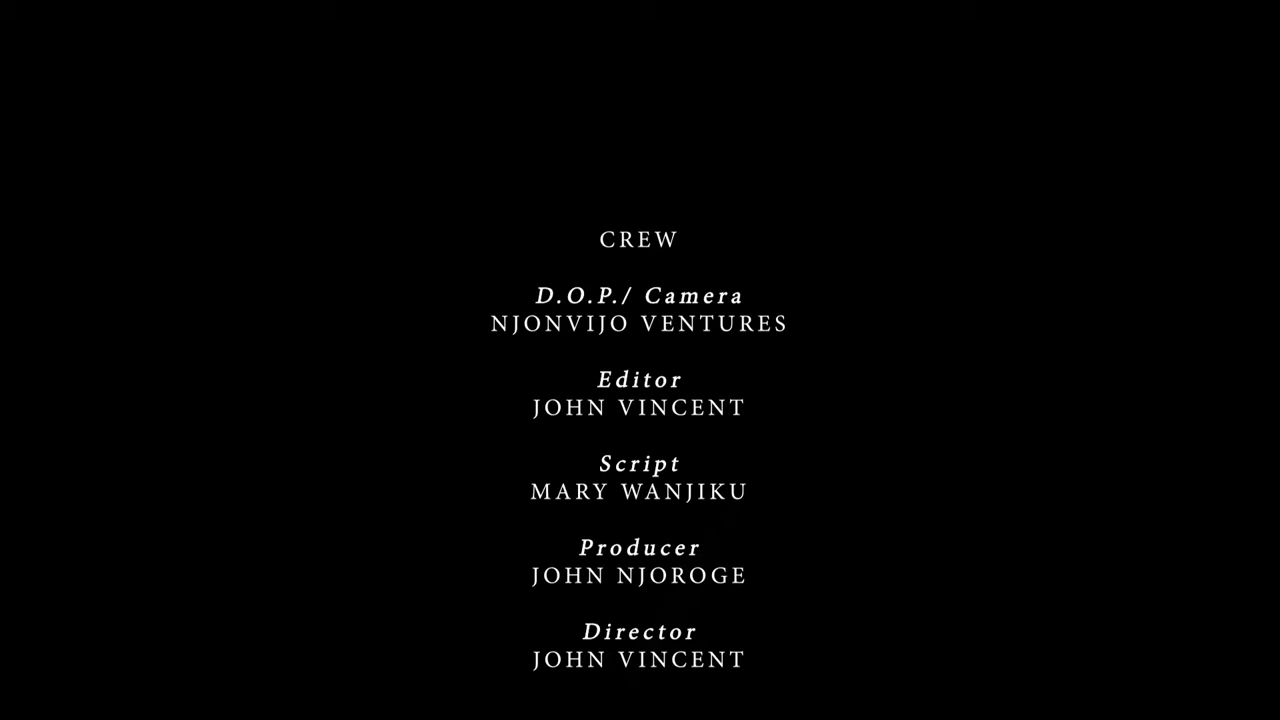 CREW
D.O.P./ Camera
NJONVIJO VENTURES
Editor
JOHN VINCENT
Script
MARY WANJIKU
Producer
JOHN NJOROGE
Director
JOHN VINCENT